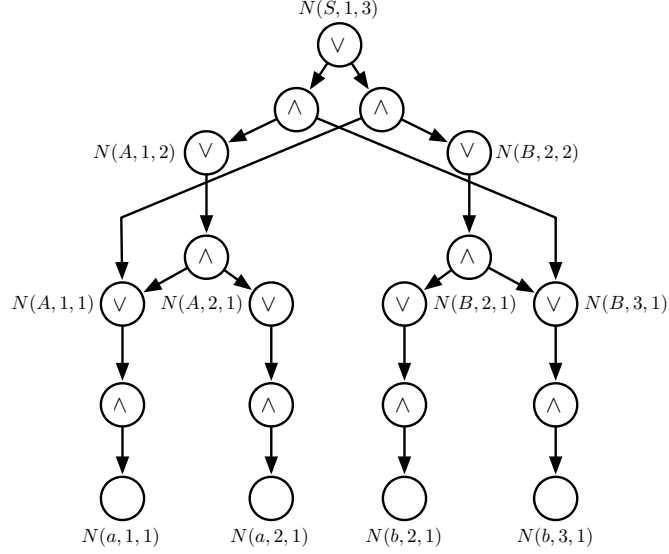 N(S, 1, 3)
∨
∧ ∧
N(A, 1, 2) ∨ ∨ N(B, 2, 2)
∧ ∧
N(A, 1, 1) ∨ N(A, 2, 1) ∨ ∨ N(B, 2, 1) ∨ N(B, 3, 1)
∧ ∧ ∧ ∧
N(a, 1, 1) N(a, 2, 1) N(b, 2, 1) N(b, 3, 1)